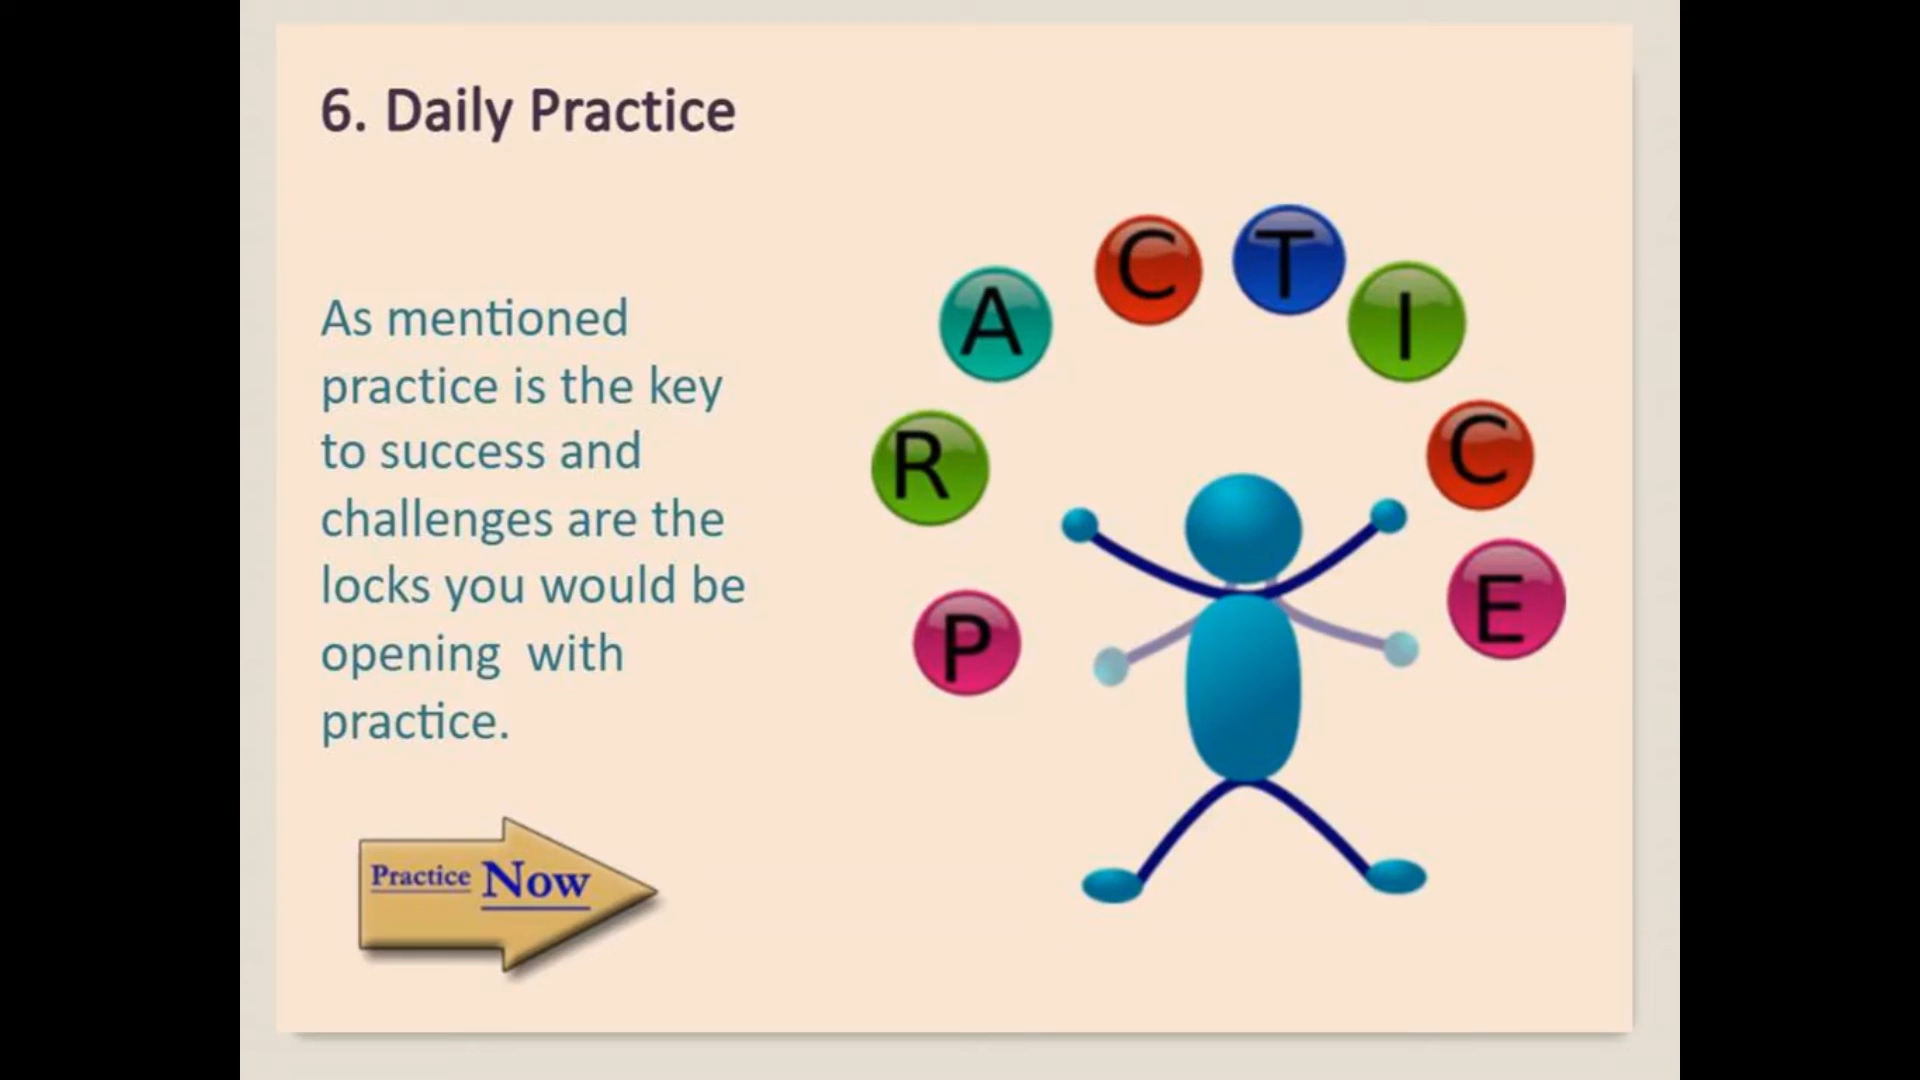 6. Daily Practice
As mentioned
practice is the key
to success and
challenges are the
locks you would be
opening with
practice.
Practice Now
P R A C T I C E